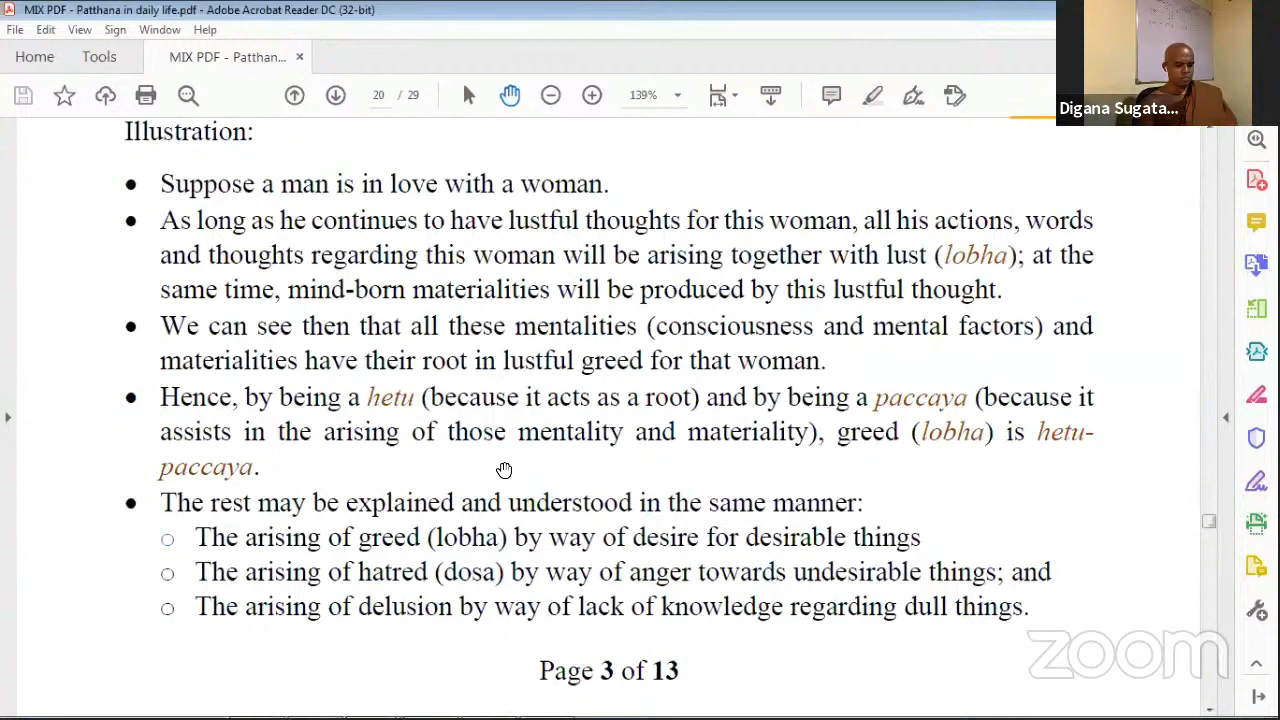 MIX PDF - Patthana in daily life.pdf - Adobe Acrobat Reader DC (32-bit)
File Edit View Sign Window Help
Home Tools MIX PDF - Patthan... ×
20 / 29 139%
Digana Sugata...
Illustration:
• Suppose a man is in love with a woman.
• As long as he continues to have lustful thoughts for this woman, all his actions, words
and thoughts regarding this woman will be arising together with lust (lobha); at the
same time, mind-born materialities will be produced by this lustful thought.
• We can see then that all these mentalities (consciousness and mental factors) and
materialities have their root in lustful greed for that woman.
• Hence, by being a hetu (because it acts as a root) and by being a paccaya (because it
assists in the arising of those mentality and materiality), greed (lobha) is hetu-
paccaya.
• The rest may be explained and understood in the same manner:
○ The arising of greed (lobha) by way of desire for desirable things
○ The arising of hatred (dosa) by way of anger towards undesirable things; and
○ The arising of delusion by way of lack of knowledge regarding dull things.
zoom
Page 3 of 13